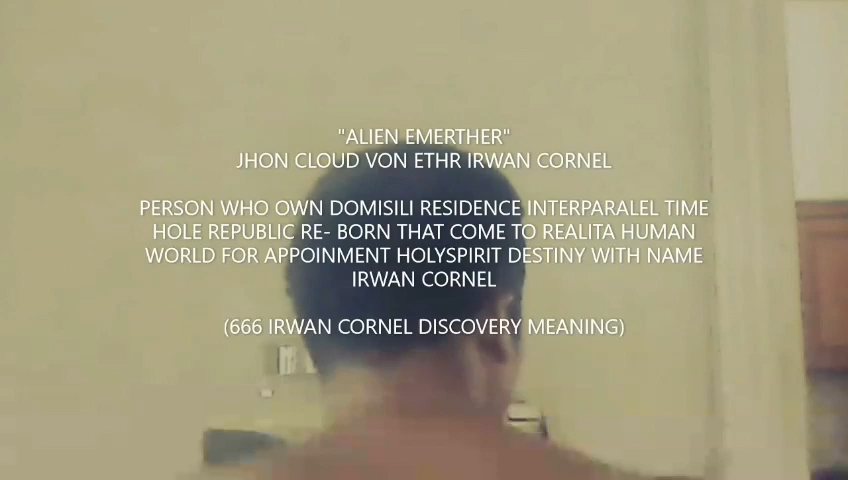 "ALIEN EMERTHER"
JHON CLOUD VON ETHR IRWAN CORNEL
PERSON WHO OWN DOMISILI RESIDENCE INTERPARALEL TIME
HOLE REPUBLIC RE- BORN THAT COME TO REALITA HUMAN
WORLD FOR APPOINMENT HOLYSPIRIT DESTINY WITH NAME
IRWAN CORNEL
(666 IRWAN CORNEL DISCOVERY MEANING)